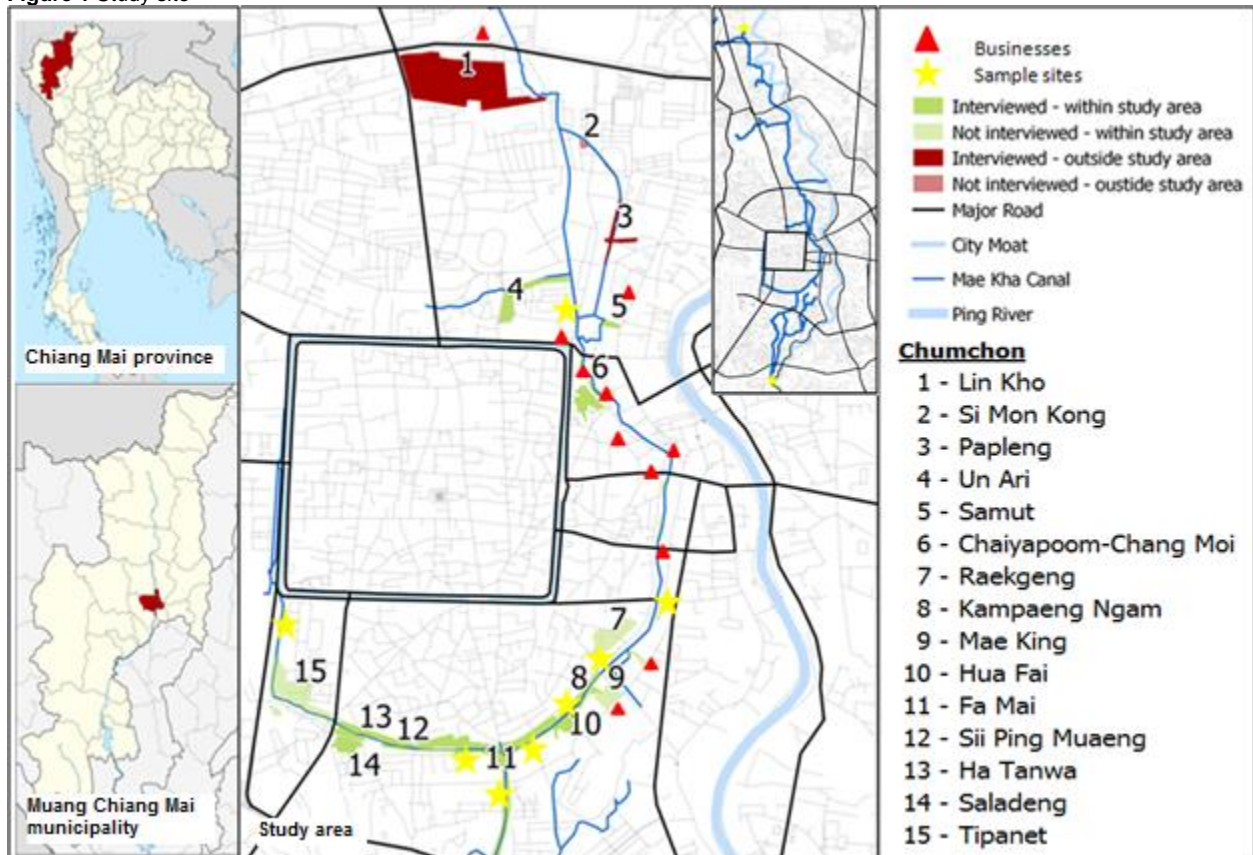 Figure 1 Study site
Chiang Mai province
Muang Chiang Mai
municipality
1
2
3
4
5
6
7
8
9
10
11
12
13
14
15
Study area
Businesses
Sample sites
Interviewed - within study area
Not interviewed - within study area
Interviewed - outside study area
Not interviewed - oustide study area
Major Road
City Moat
Mae Kha Canal
Ping River
Chumchon
1 - Lin Kho
2 - Si Mon Kong
3 - Papleng
4 - Un Ari
5 - Samut
6 - Chaiyapoom-Chang Moi
7 - Raekgeng
8 - Kampaeng Ngam
9 - Mae King
10 - Hua Fai
11 - Fa Mai
12 - Sii Ping Muaeng
13 - Ha Tanwa
14 - Saladeng
15 - Tipanet